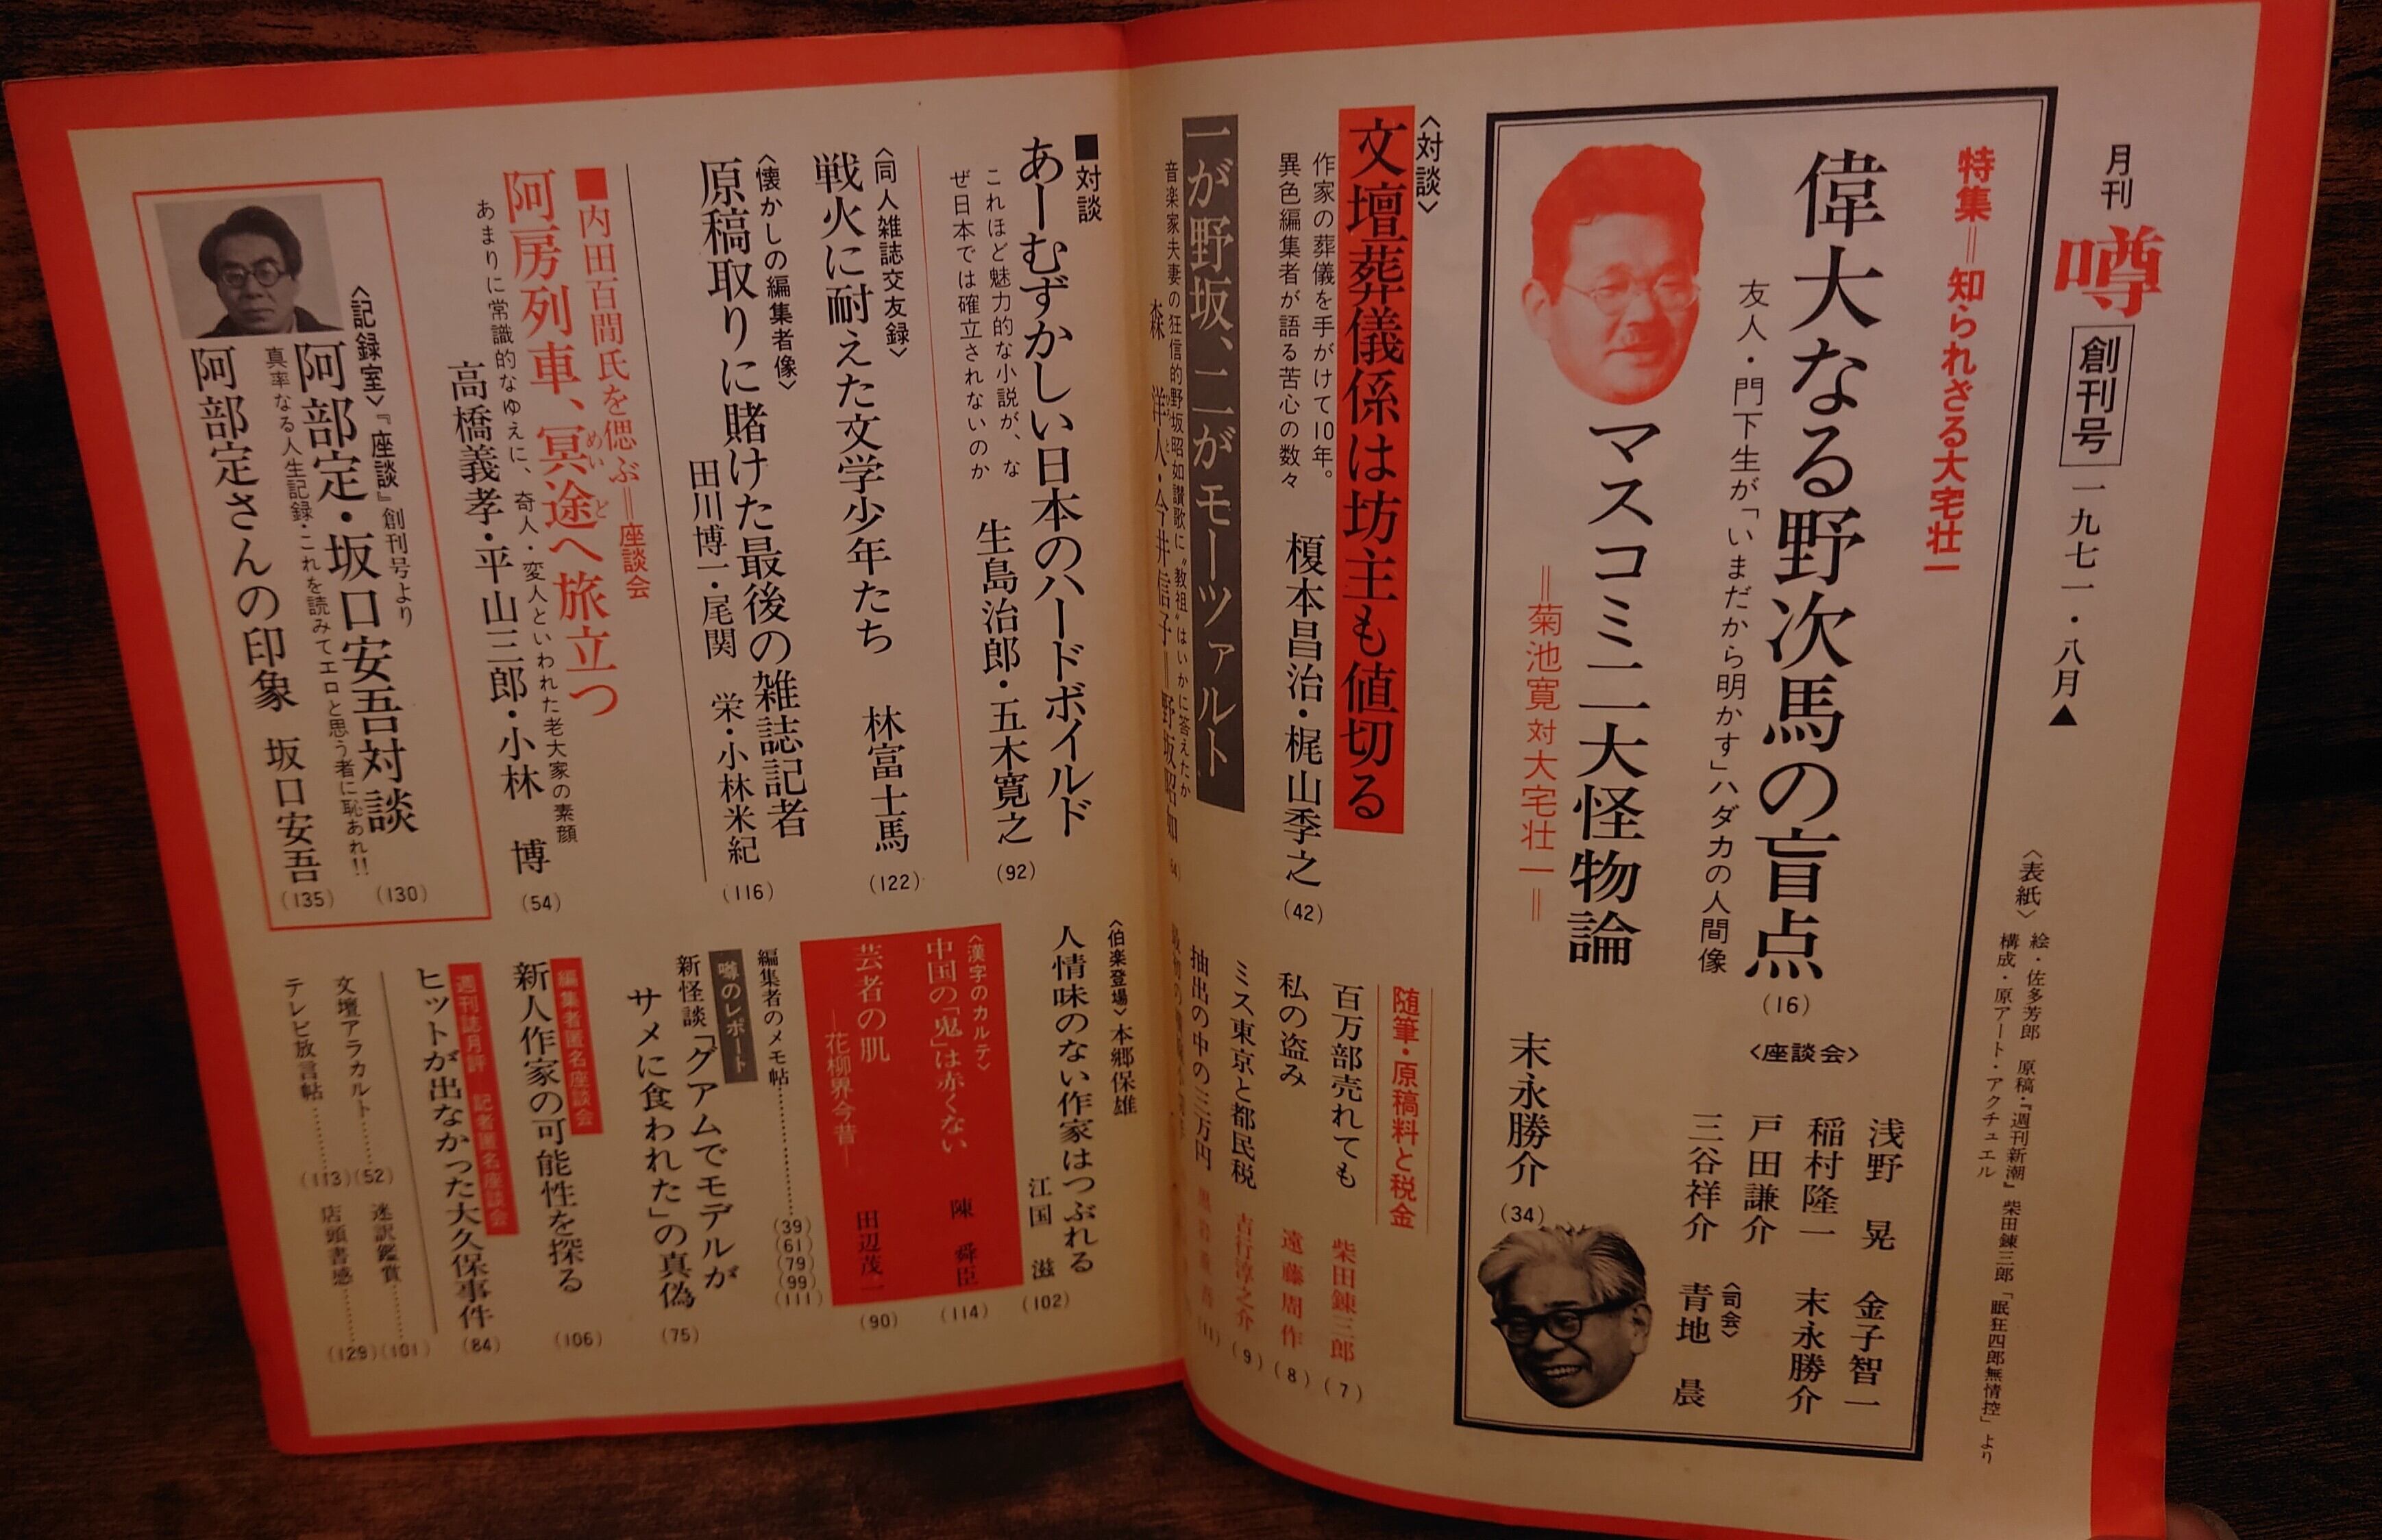 月刊 噂 創刊号 一九七一・八月▲
〈表紙〉 絵・佐多芳郎 原稿・『週刊新潮』柴田錬三郎「眠狂四郎無情控」より
構成・原アート・アクチュエル
特集＝知られざる大宅壮一
偉大なる野次馬の盲点 (16)
友人・門下生が「いまだから明かす」ハダカの人間像
〈座談会〉
浅野 晃 金子智一
稲村隆一 末永勝介
戸田謙介
三谷祥介 〈司会〉青地 晨
マスコミ二大怪物論
＝菊池寛対大宅壮一＝
末永勝介 (34)
〈対談〉
文壇葬儀係は坊主も値切る
作家の葬儀を手がけて10年。
異色編集者が語る苦心の数々
榎本昌治・梶山季之 (42)
一が野坂、二がモーツァルト
音楽家夫妻の狂信的野坂昭如讃歌に“教祖”はいかに答えたか
森 洋人・今井信子＝野坂昭如
随筆・原稿料と税金
百万部売れても 柴田錬三郎 (7)
私の盗み 遠藤周作 (8)
ミス東京と都民税 吉行淳之介 (9)
抽出の中の三万円 黒岩重吾 (11)
■対談
あーむずかしい日本のハードボイルド
これほど魅力的な小説が、な
ぜ日本では確立されないのか
生島治郎・五木寛之 (92)
〈同人雑誌交友録〉
戦火に耐えた文学少年たち 林富士馬 (122)
〈懐かしの編集者像〉
原稿取りに賭けた最後の雑誌記者
田川博一・尾関 栄・小林米紀 (116)
■内田百閒氏を偲ぶ＝座談会
阿房列車、冥途へ旅立つ
めいど
あまりに常識的なゆえに、奇人・変人といわれた老大家の素顔
高橋義孝・平山三郎・小林 博 (54)
〈記録室〉『座談』創刊号より
阿部定・坂口安吾対談 (130)
真率なる人生記録・これを読みてエロと思う者に恥あれ!!
阿部定さんの印象 坂口安吾 (135)
〈伯楽登場〉本郷保雄
人情味のない作家はつぶれる
江国 滋 (102)
〈漢字のカルテ〉
中国の「鬼」は赤くない 陳 舜臣 (114)
芸者の肌
―花柳界今昔― 田辺茂一 (90)
編集者のメモ帖………(39)(61)(79)(99)(111)
噂のレポート
新怪談「グアムでモデルが
サメに食われた」の真偽 (75)
編集者匿名座談会
新人作家の可能性を探る (106)
週刊誌月評 記者匿名座談会
ヒットが出なかった大久保事件 (84)
文壇アラカルト………(52) 迷訳鑑賞………(101)
テレビ放言帖………(113) 店頭書感………(129)